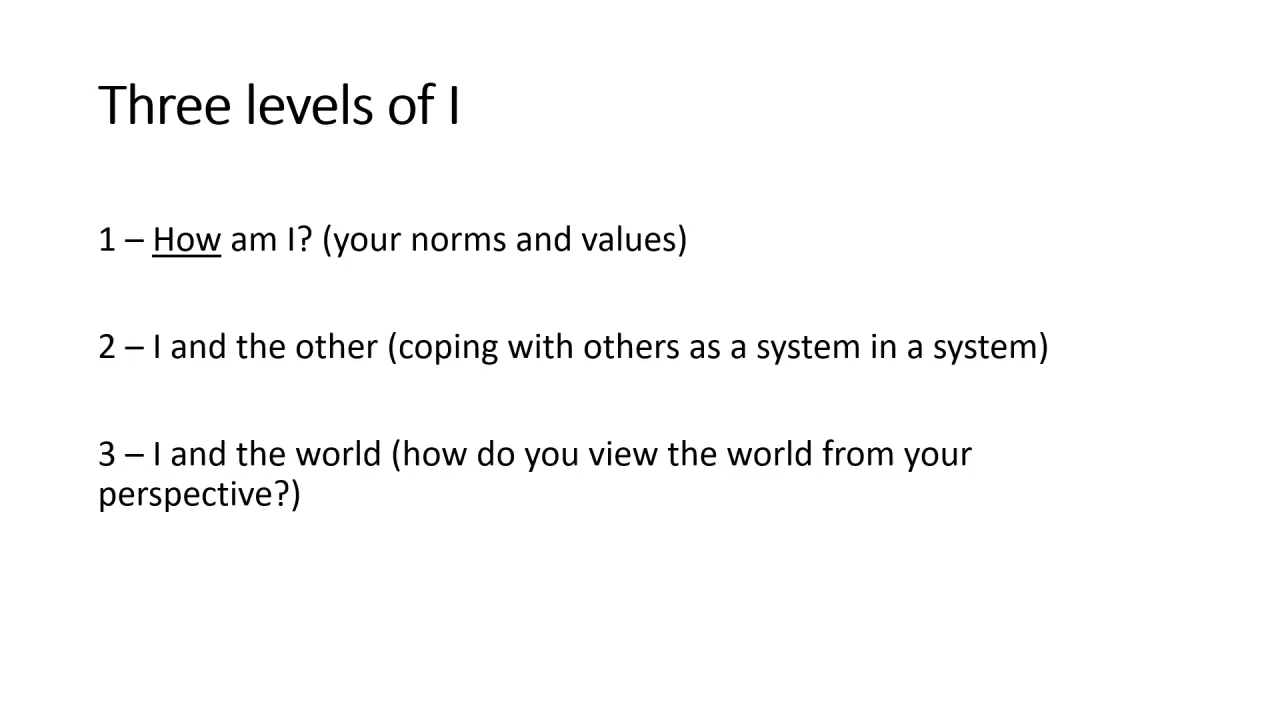 Three levels of I
1 – How am I? (your norms and values)
2 – I and the other (coping with others as a system in a system)
3 – I and the world (how do you view the world from your
perspective?)